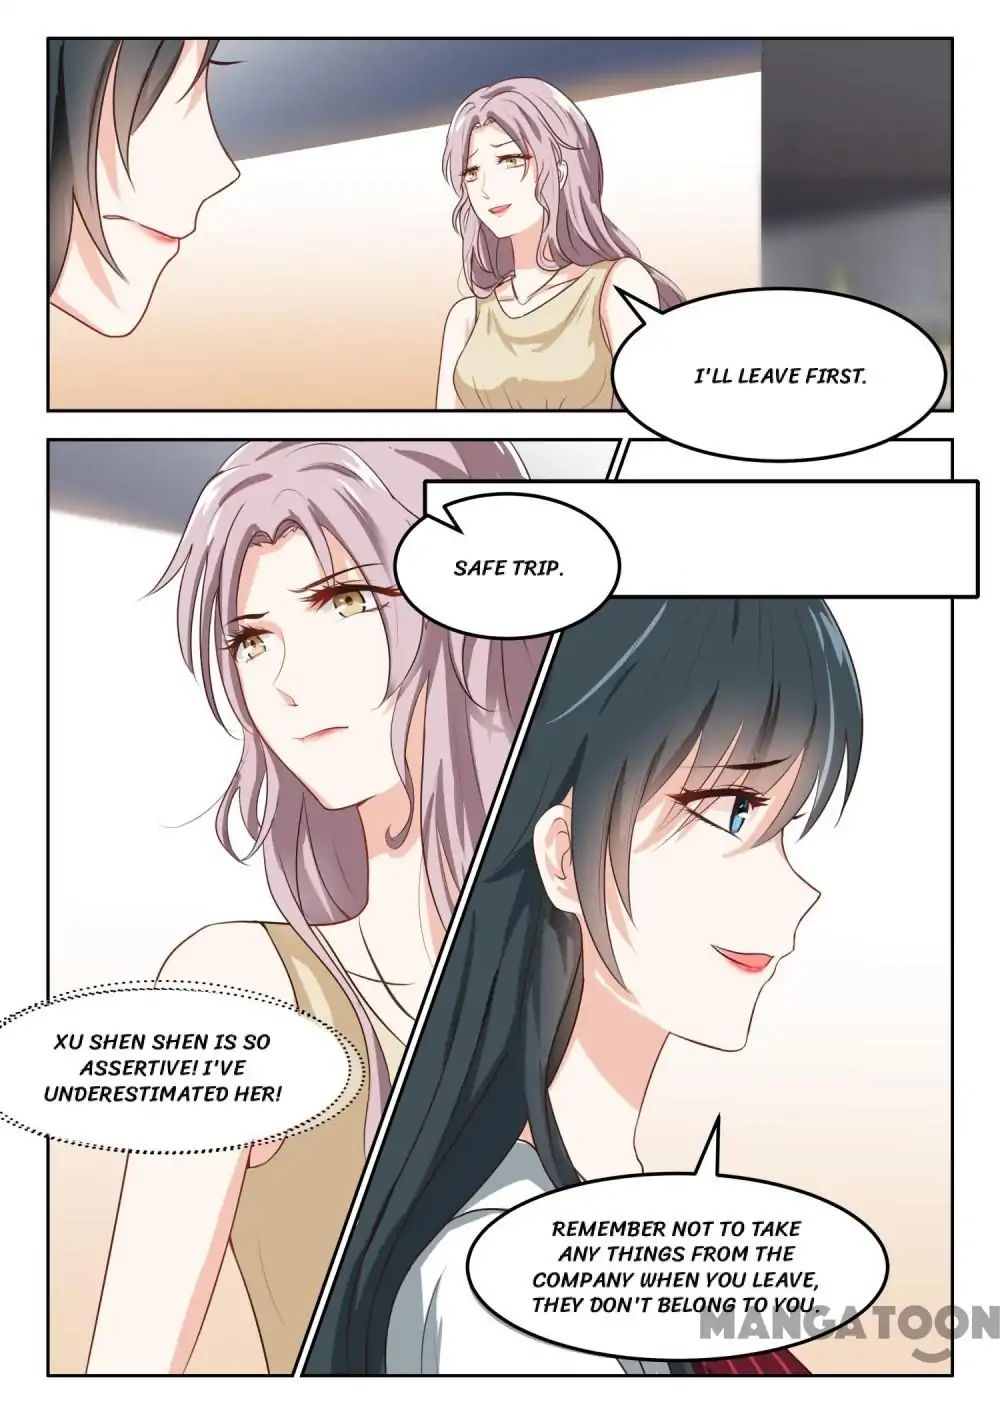 I'LL LEAVE FIRST.
SAFE TRIP.
XU SHEN SHEN IS SO
ASSERTIVE! I'VE
UNDERESTIMATED HER!
REMEMBER NOT TO TAKE
ANY THINGS FROM THE
COMPANY WHEN YOU LEAVE,
THEY DON'T BELONG TO YOU.
MANGATOON